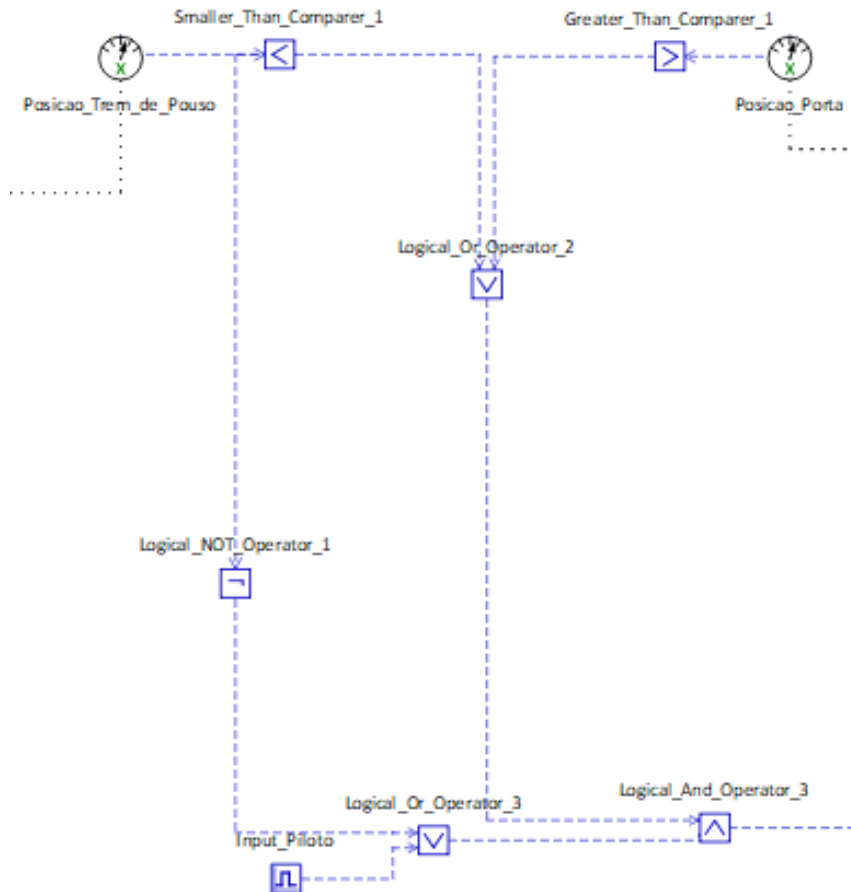 Smaller_Than_Comparer_1
Greater_Than_Comparer_1
X
X
Posicao_Trem_de_Pouso
Posicao_Porta
Logical_Or_Operator_2
Logical_NOT_Operator_1
Logical_And_Operator_3
Logical_Or_Operator_3
Input_Piloto